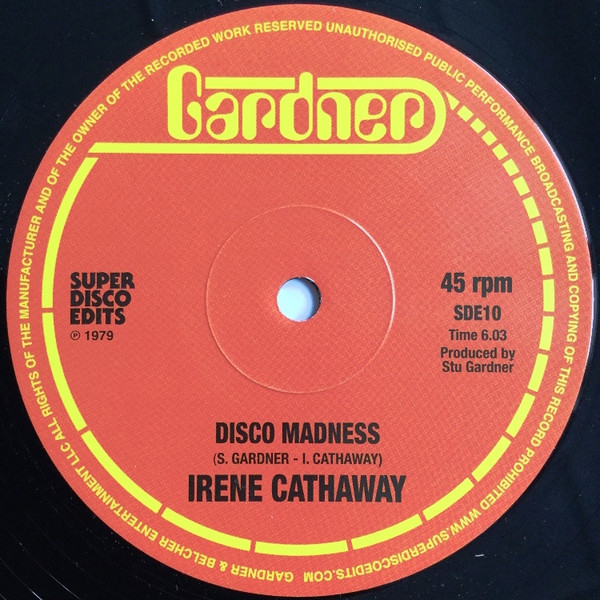 ALL RIGHTS OF THE MANUFACTURER AND OF THE OWNER OF THE RECORDED WORK RESERVED UNAUTHORISED PUBLIC PERFORMANCE BROADCASTING AND COPYING OF THIS RECORD PROHIBITED WWW.SUPERDISCOEDITS.COM GARDNER & BELCHER ENTERTAINMENT LLC
Gardner
SUPER
DISCO
EDITS
℗ 1979
45 rpm
SDE10
Time 6.03
Produced by
Stu Gardner
DISCO MADNESS
(S. GARDNER - I. CATHAWAY)
IRENE CATHAWAY